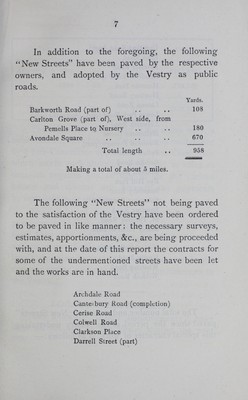 7
In addition to the foregoing, the following
"New Streets" have been paved by the respective
owners, and adopted by the Vestry as public
roads.
Yards.
Barkworth Road (part of) .. .. 108
Carlton Grove (part of), West side, from
Pernells Place to Nursery .. .. 180
Avondale Square .. .. .. 670
Total length .. 958
Making a total of about 5 miles.
The following "New Streets" not being paved
to the satisfaction of the Vestry have been ordered
to be paved in like manner: the necessary surveys,
estimates, apportionments, &c., are being proceeded
with, and at the date of this report the contracts for
some of the undermentioned streets have been let
and the works are in hand.
Archdale Road
Canterbury Road (completion)
Cerise Road
Colwell Road
Clarkson Place
Darrell Street (part)